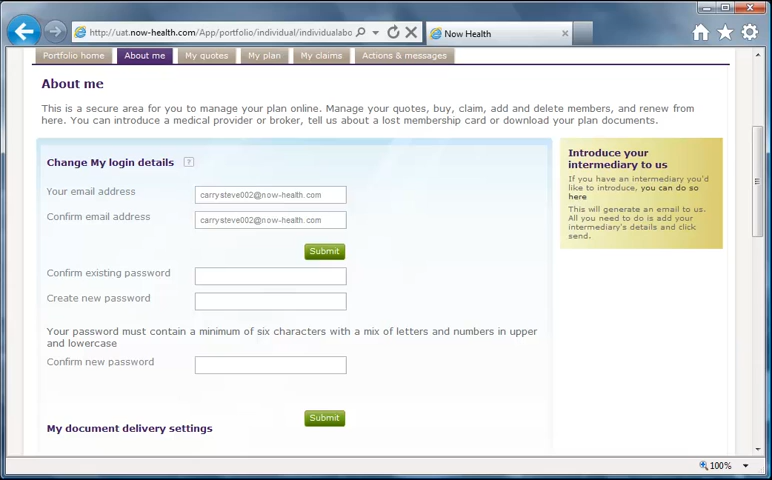 http://uat.now-health.com/App/portfolio/individual/individualabo
Now Health
Portfolio home
About me
My quotes
My plan
My claims
Actions & messages
About me
This is a secure area for you to manage your plan online. Manage your quotes, buy, claim, add and delete members, and renew from
here. You can introduce a medical provider or broker, tell us about a lost membership card or download your plan documents.
Change My login details ?
Your email address carrysteve002@now-health.com
Confirm email address carrysteve002@now-health.com
Submit
Confirm existing password
Create new password
Your password must contain a minimum of six characters with a mix of letters and numbers in upper
and lowercase
Confirm new password
Submit
My document delivery settings
Introduce your
intermediary to us
If you have an intermediary you'd
like to introduce, you can do so
here
This will generate an email to us.
All you need to do is add your
intermediary's details and click
send.
100%